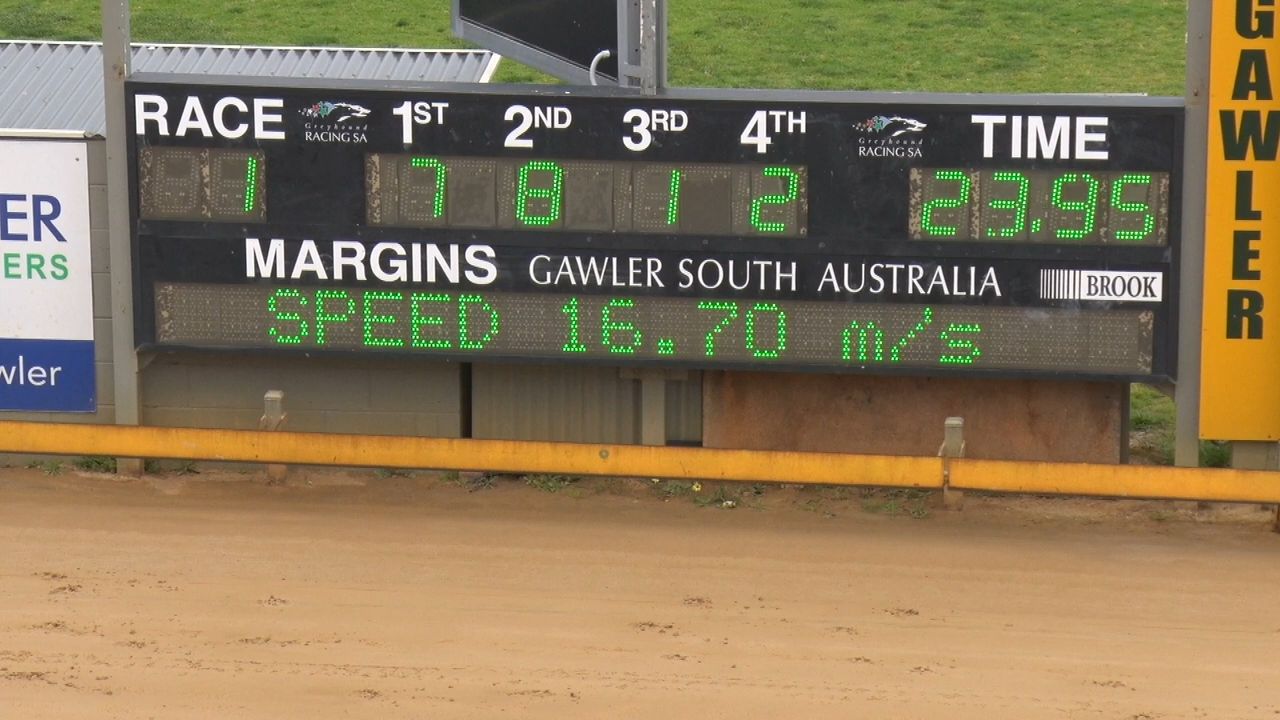 RACE 1ST 2ND 3RD 4TH TIME
Greyhound RACING SA
Greyhound RACING SA
1 7 8 1 2 23.95
MARGINS GAWLER SOUTH AUSTRALIA BROOK
SPEED 16.70 m/s
ER
ERS
wler
GAWLER